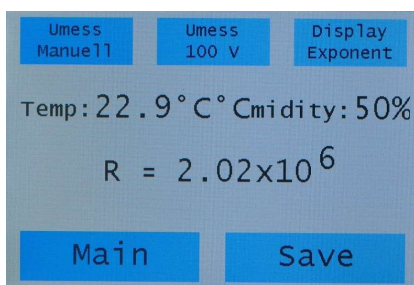 Umess Umess Display
Manuell 100 V Exponent
Temp:22.9°C°Cmidity:50%
R = 2.02x10⁶
Main Save